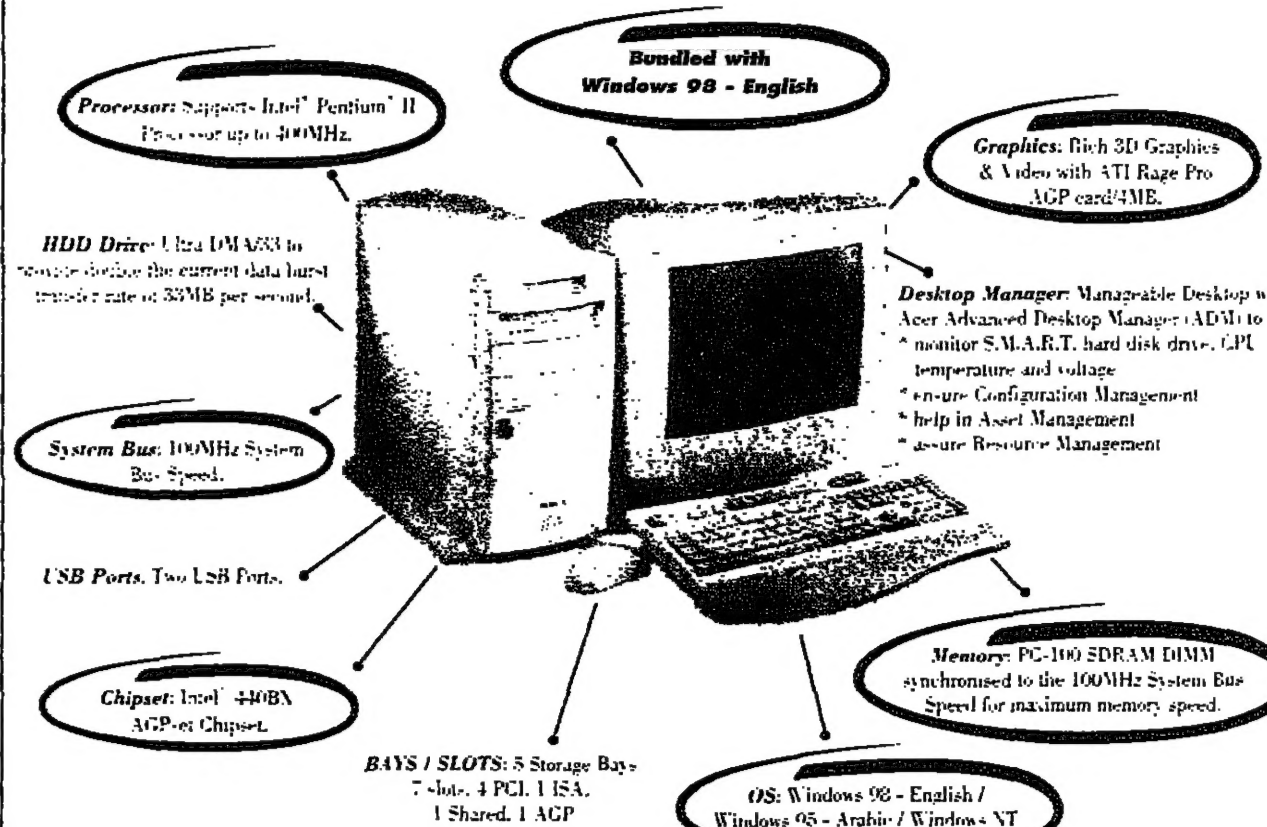 Bundled with
Windows 98 - English
Processor: Supports Intel Pentium II
Processor up to 400MHz.
Graphics: Rich 3D Graphics
& Video with ATI Rage Pro
AGP card/4MB.
HDD Drive: Ultra DMA/33 to
provide double the current data burst
transfer rate of 33MB per second.
Desktop Manager: Manageable Desktop w
Acer Advanced Desktop Manager (ADM) to
* monitor S.M.A.R.T. hard disk drive, CPU
temperature and voltage
* ensure Configuration Management
* help in Asset Management
* assure Resource Management
System Bus: 100MHz System
Bus Speed.
USB Ports. Two USB Ports.
Chipset: Intel 440BX
AGPset Chipset.
Memory: PC-100 SDRAM DIMM
synchronised to the 100MHz System Bus
Speed for maximum memory speed.
BAYS / SLOTS: 5 Storage Bays
7 slots. 4 PCI, 1 ISA,
1 Shared, 1 AGP
OS: Windows 98 - English /
Windows 95 - Arabic / Windows NT